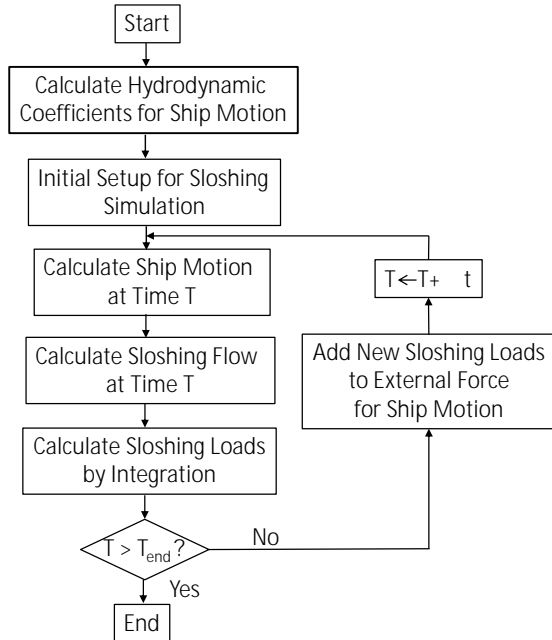 Start
Calculate Hydrodynamic
Coefficients for Ship Motion
Initial Setup for Sloshing
Simulation
Calculate Ship Motion
at Time T
Calculate Sloshing Flow
at Time T
Calculate Sloshing Loads
by Integration
T > Tend?
No
Yes
End
Add New Sloshing Loads
to External Force
for Ship Motion
T←T+ t